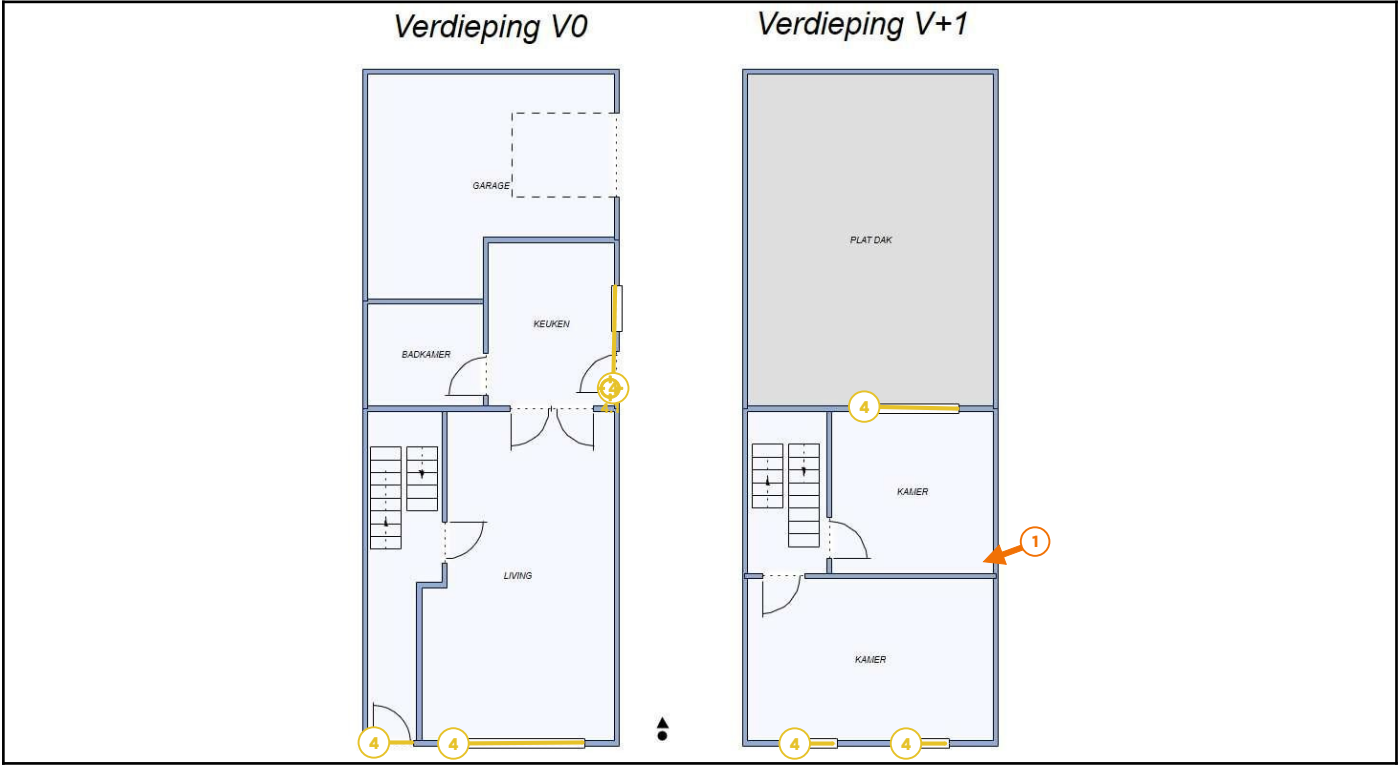 Verdieping V0
Verdieping V+1
GARAGE
PLAT DAK
KEUKEN
BADKAMER
4
4
KAMER
1
LIVING
KAMER
4
4
4
4